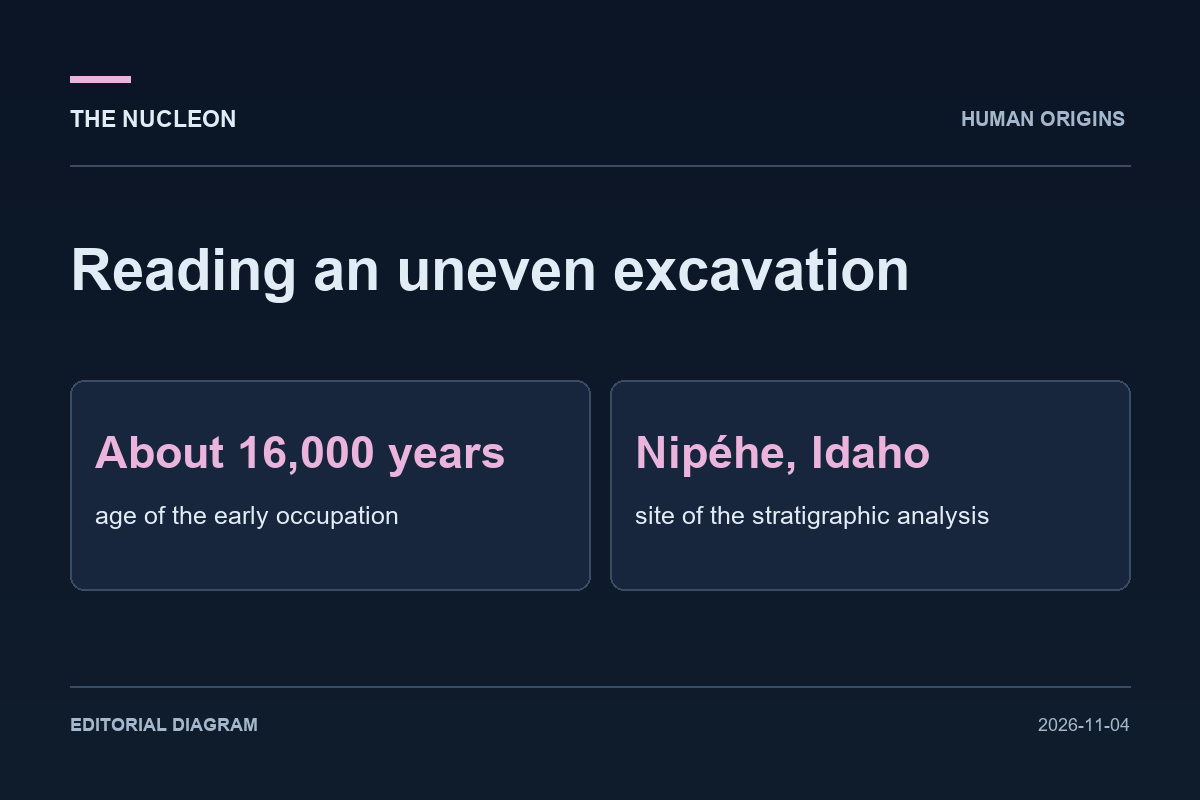 THE NUCLEON
HUMAN ORIGINS
Reading an uneven excavation
About 16,000 years
age of the early occupation
Nipéhe, Idaho
site of the stratigraphic analysis
EDITORIAL DIAGRAM
2026-11-04